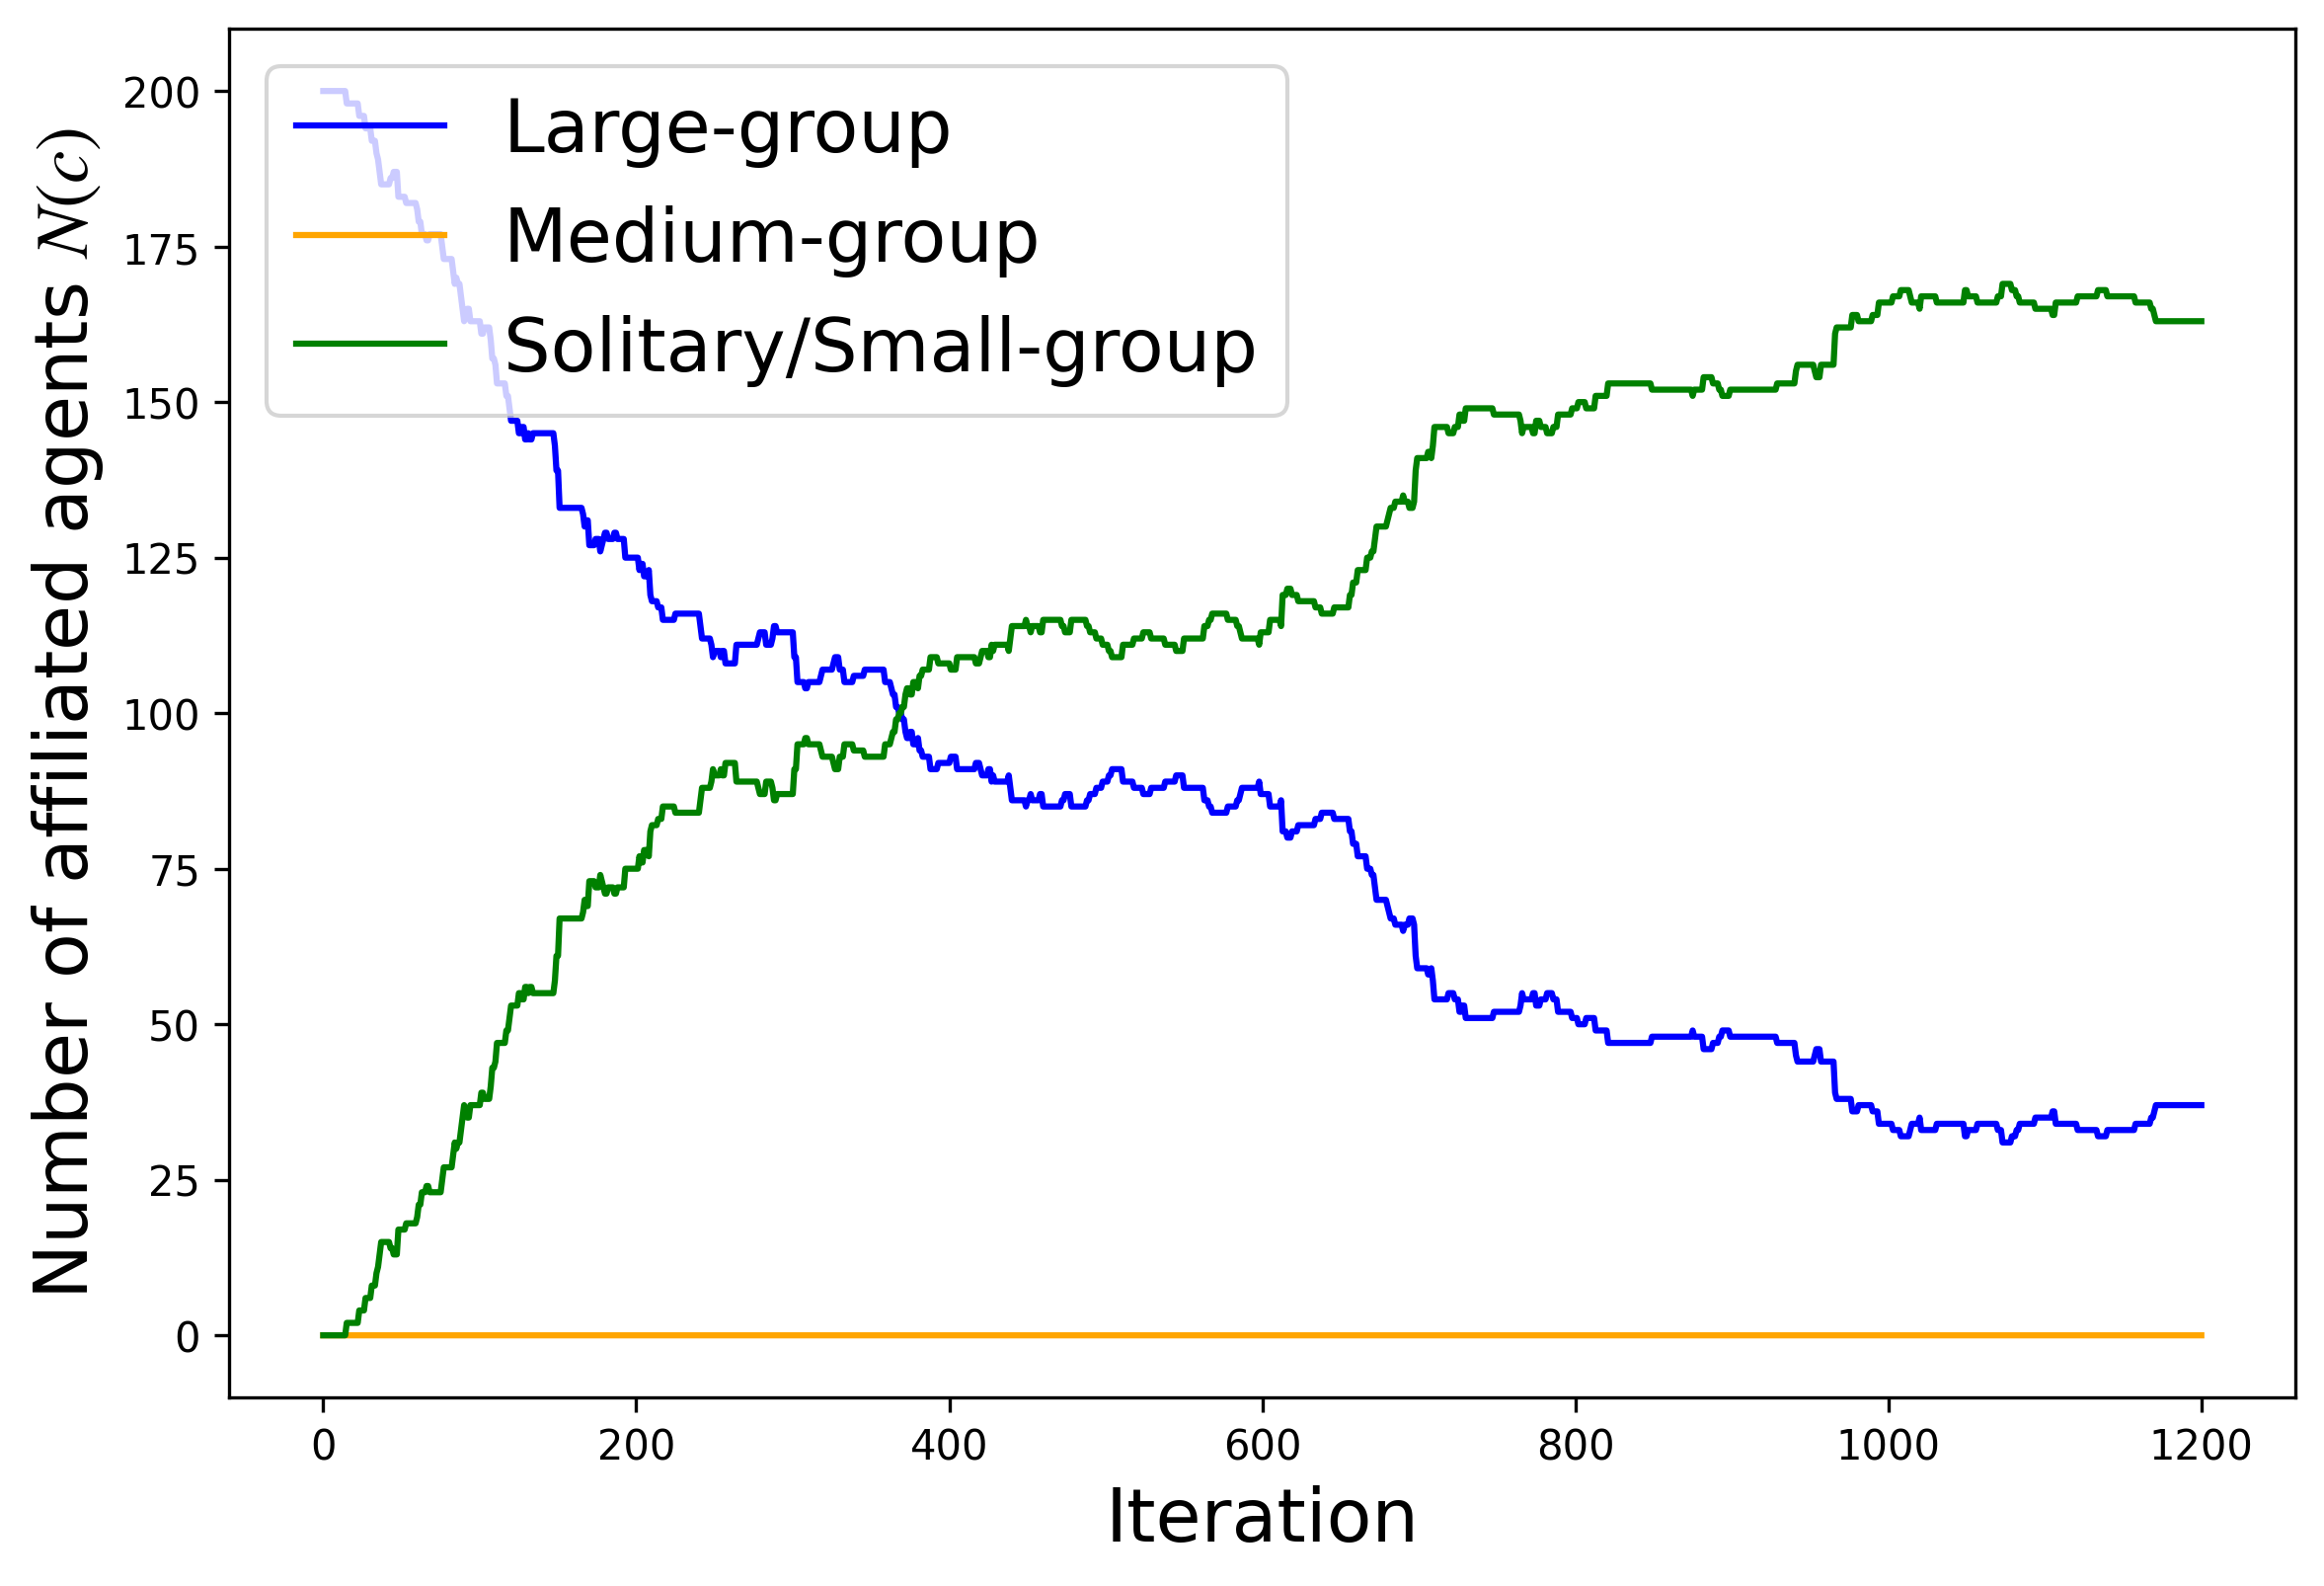 Number of affiliated agents N(c)
200
175
150
125
100
75
50
25
0
Large-group
Medium-group
Solitary/Small-group
0 200 400 600 800 1000 1200
Iteration